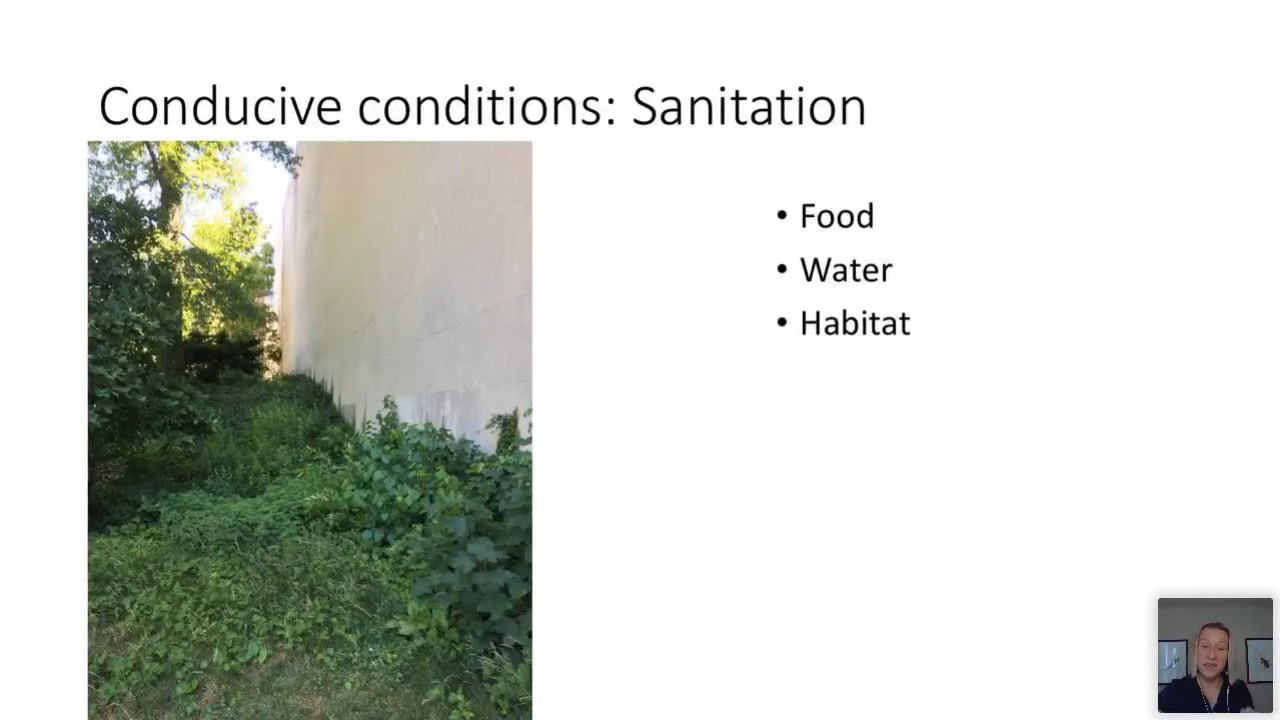 Conducive conditions: Sanitation
• Food
• Water
• Habitat